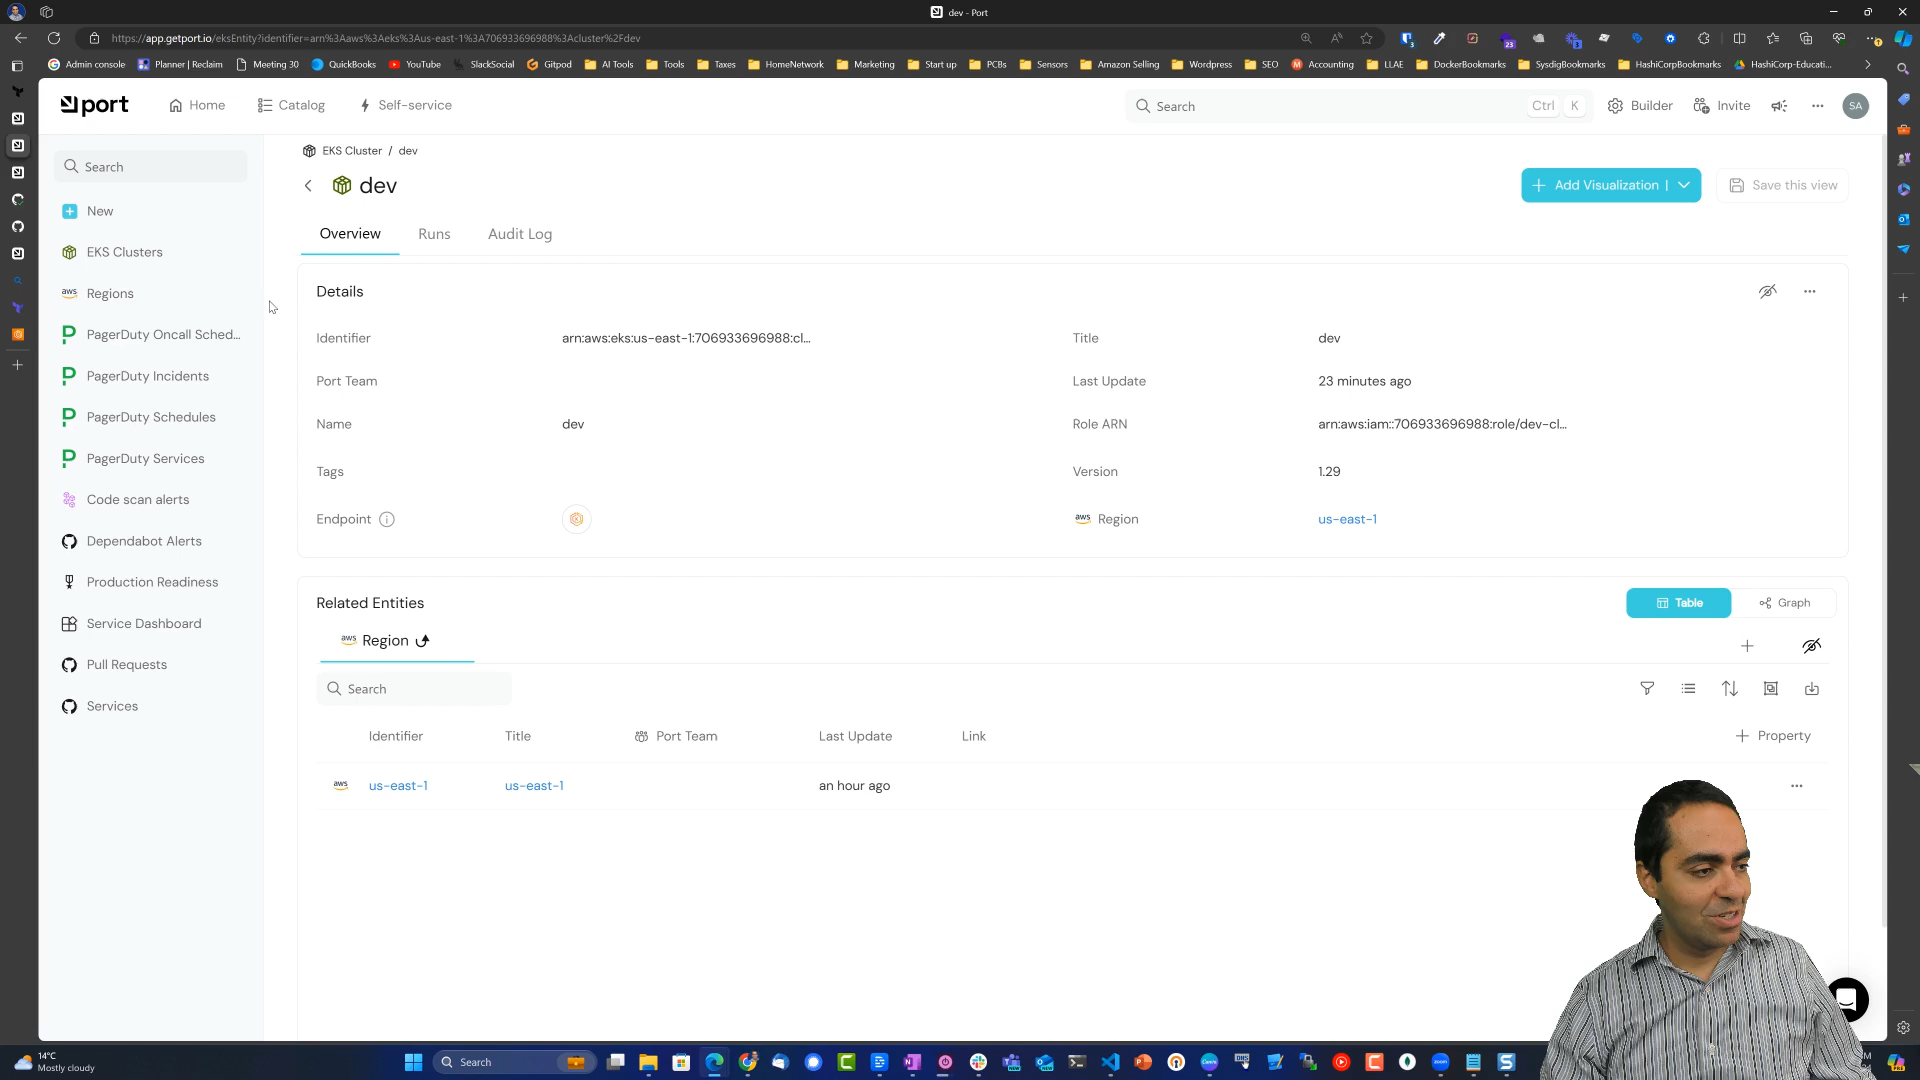 dev - Port
https://app.getport.io/eksEntity?identifier=arn%3Aaws%3Aeks%3Aus-east-1%3A706933696988%3Acluster%2Fdev
Admin console
Planner | Reclaim
Meeting 30
QuickBooks
YouTube
SlackSocial
Gitpod
AI Tools
Tools
Taxes
HomeNetwork
Marketing
Start up
PCBs
Sensors
Amazon Selling
Wordpress
SEO
Accounting
LLAE
DockerBookmarks
SysdigBookmarks
HashiCorpBookmarks
HashiCorp-Educati...
port
Home
Catalog
Self-service
Search
Ctrl K
Builder
Invite
SA
Search
New
EKS Clusters
Regions
PagerDuty Oncall Sched...
PagerDuty Incidents
PagerDuty Schedules
PagerDuty Services
Code scan alerts
Dependabot Alerts
Production Readiness
Service Dashboard
Pull Requests
Services
EKS Cluster / dev
dev
Add Visualization |
Save this view
Overview
Runs
Audit Log
Details
Identifier
arn:aws:eks:us-east-1:706933696988:cl...
Title
dev
Port Team
Last Update
23 minutes ago
Name
dev
Role ARN
arn:aws:iam::706933696988:role/dev-cl...
Tags
Version
1.29
Endpoint
aws Region
us-east-1
Related Entities
Table
Graph
aws Region
Search
Identifier
Title
Port Team
Last Update
Link
Property
aws
us-east-1
us-east-1
an hour ago
14°C
Mostly cloudy
Search